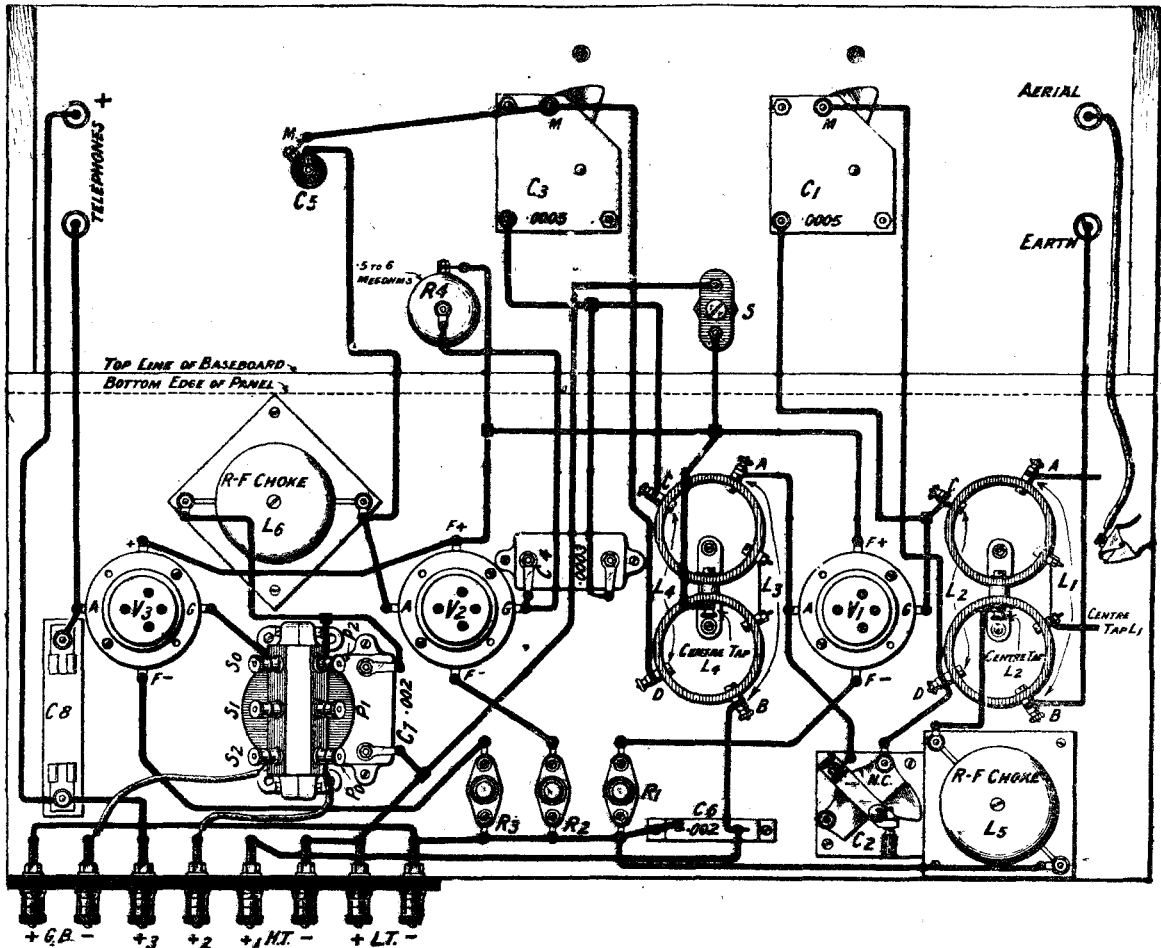 +
TELEPHONES
M
C5
M
C3
.0005
M
C1
.0005
AERIAL
EARTH
.5 TO 6
MEGOHMS
R4
S
TOP LINE OF BASEBOARD
BOTTOM EDGE OF PANEL
R-F CHOKE
L6
+
A
V3
G
F-
F+
A
V2
G
F-
C4
.0003
C
A
L4
L3
CENTRE TAP
L4
D
B
F+
A
V1
G
F-
C
A
L2
L1
CENTRE
TAP L1
CENTRE TAP
L2
D
B
C8
S0
S1
S2
P2
P1
P0
C7 .002
R3
R2
R1
C6
.002
N.C.
C2
R-F CHOKE
L5
+ G.B. -
+3
+2
+1 H.T. -
+ L.T. -